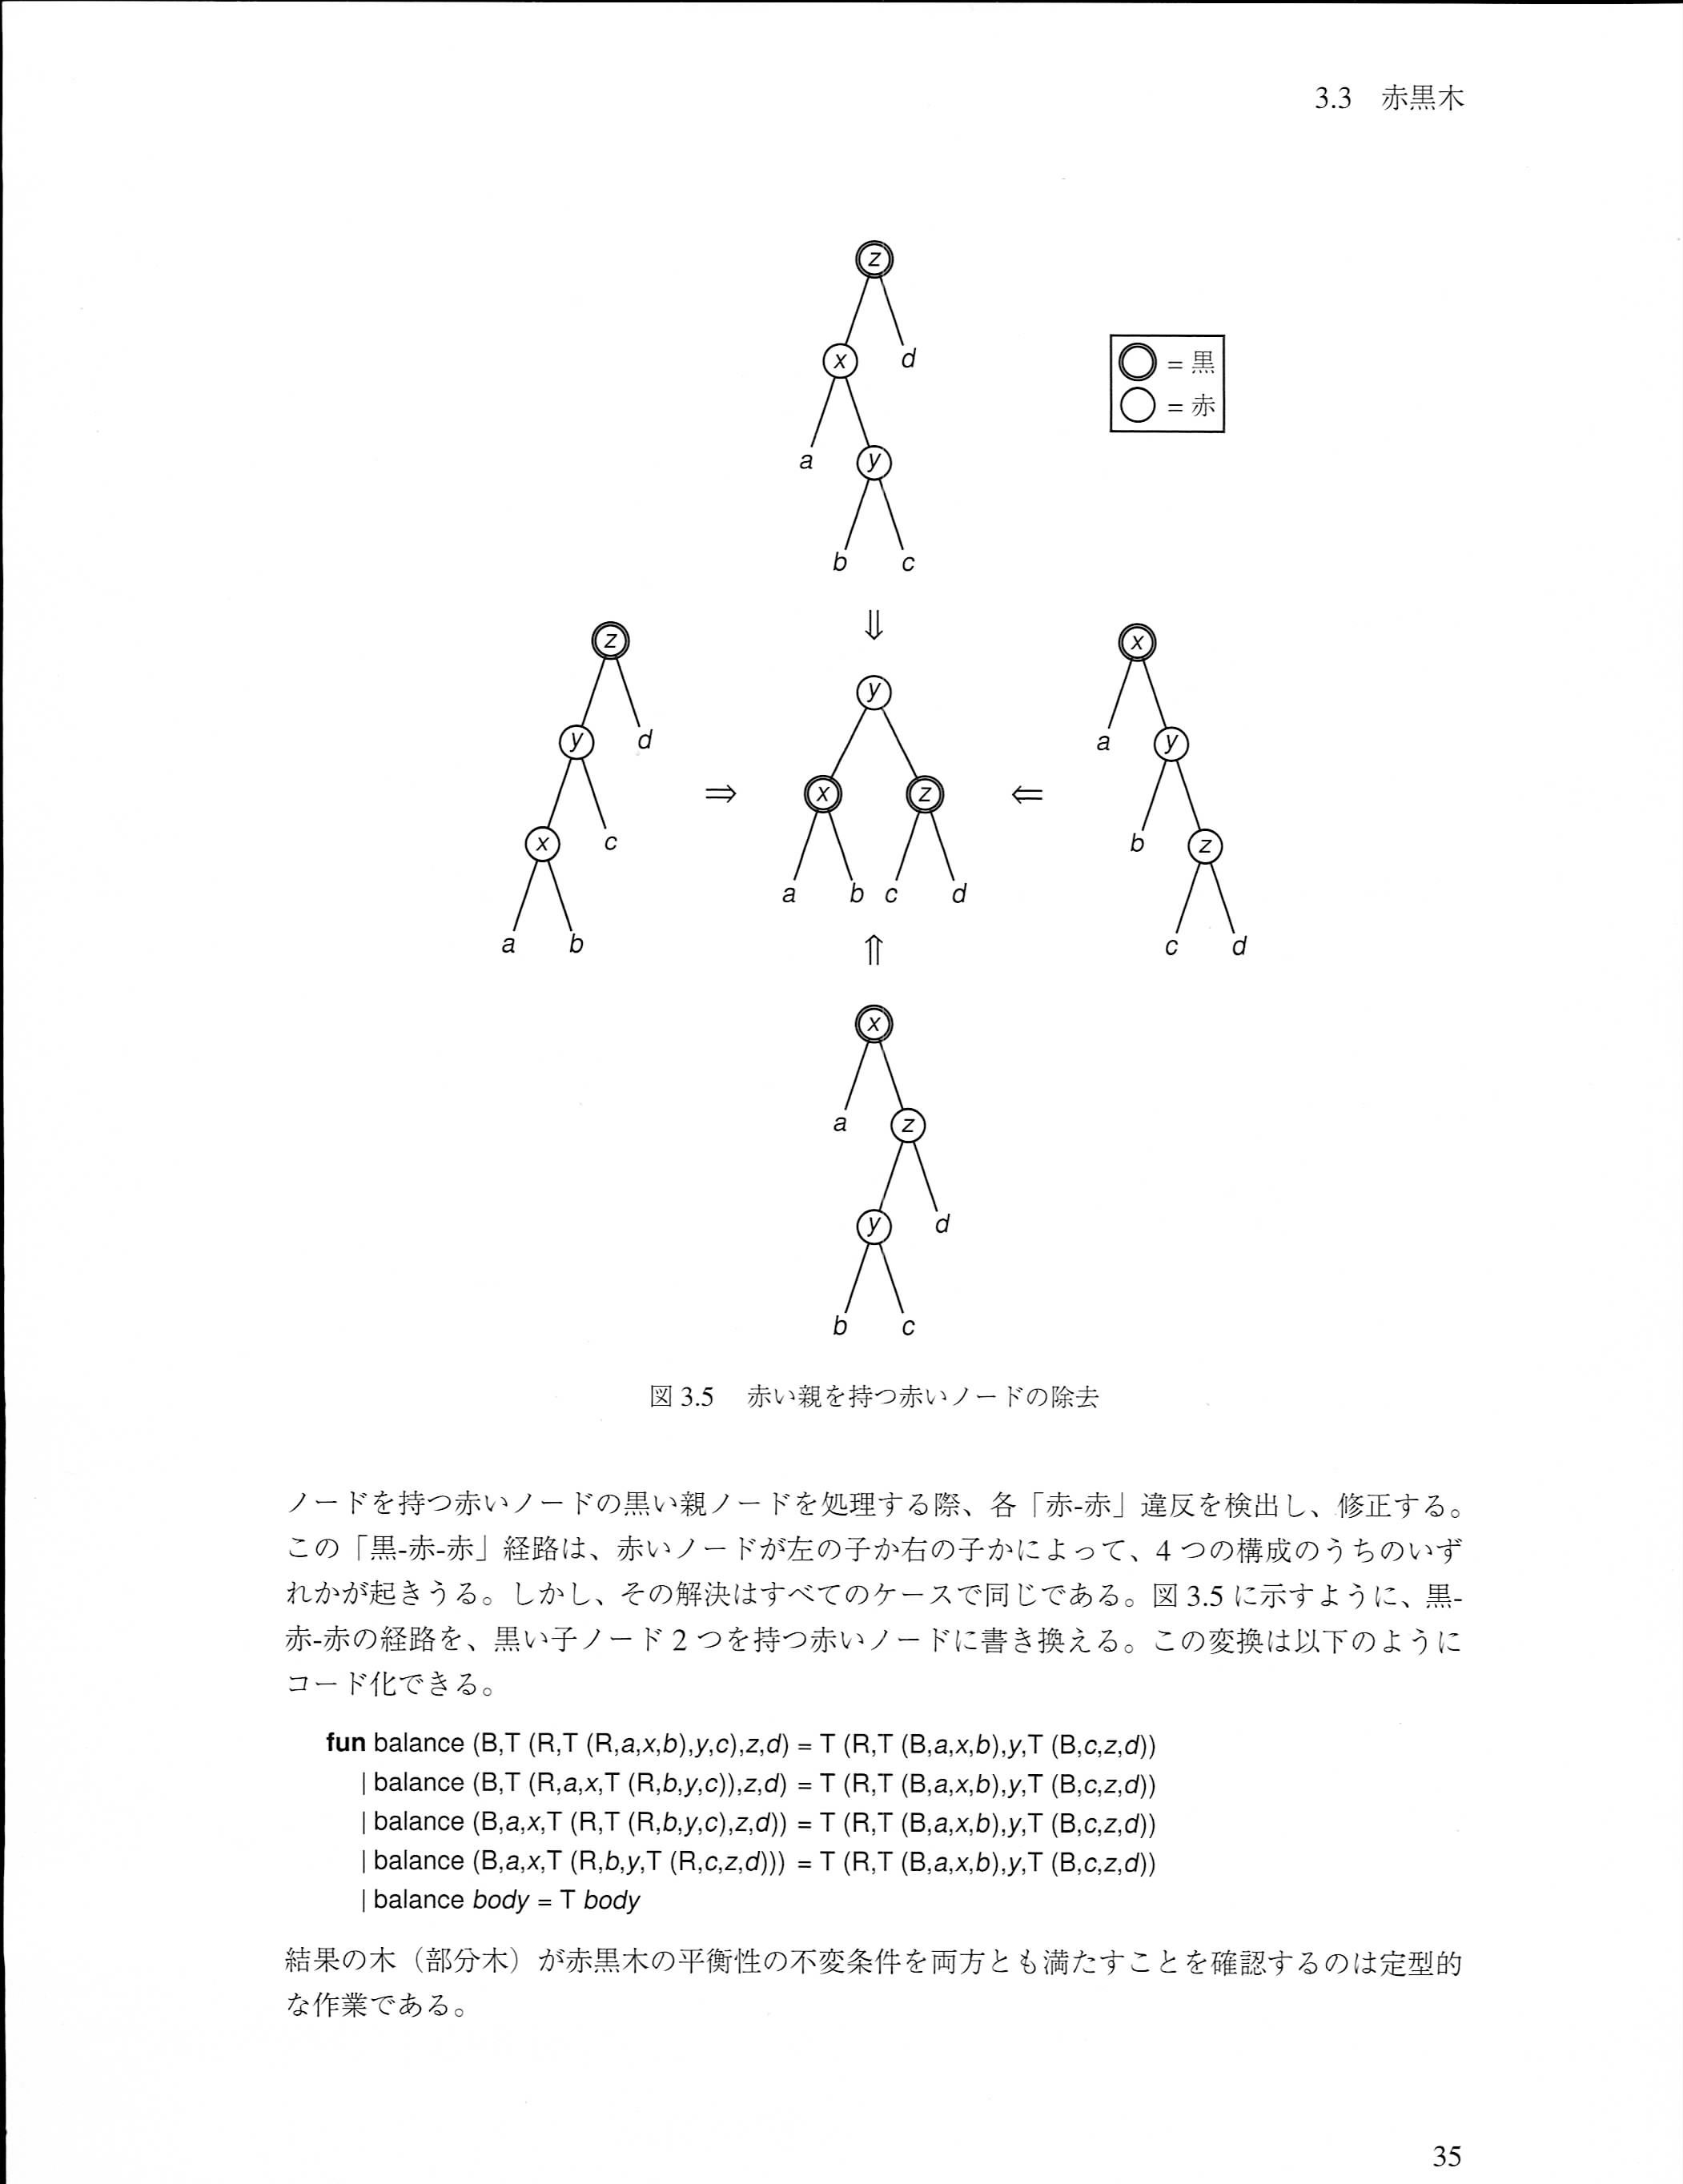 3.3　赤黒木
z
x
d
a
y
b
c
= 黒
= 赤
⇓
z
y
d
x
c
a
b
⇒
y
x
z
a
b
c
d
⇐
x
a
y
b
z
c
d
⇑
x
a
z
y
d
b
c
図 3.5　赤い親を持つ赤いノードの除去
ノードを持つ赤いノードの黒い親ノードを処理する際、各「赤-赤」違反を検出し、修正する。
この「黒-赤-赤」経路は、赤いノードが左の子か右の子かによって、4 つの構成のうちのいず
れかが起きうる。しかし、その解決はすべてのケースで同じである。図 3.5 に示すように、黒-
赤-赤の経路を、黒い子ノード 2 つを持つ赤いノードに書き換える。この変換は以下のように
コード化できる。
fun balance (B,T (R,T (R,a,x,b),y,c),z,d) = T (R,T (B,a,x,b),y,T (B,c,z,d))
| balance (B,T (R,a,x,T (R,b,y,c)),z,d) = T (R,T (B,a,x,b),y,T (B,c,z,d))
| balance (B,a,x,T (R,T (R,b,y,c),z,d)) = T (R,T (B,a,x,b),y,T (B,c,z,d))
| balance (B,a,x,T (R,b,y,T (R,c,z,d))) = T (R,T (B,a,x,b),y,T (B,c,z,d))
| balance body = T body
結果の木（部分木）が赤黒木の平衡性の不変条件を両方とも満たすことを確認するのは定型的
な作業である。
35